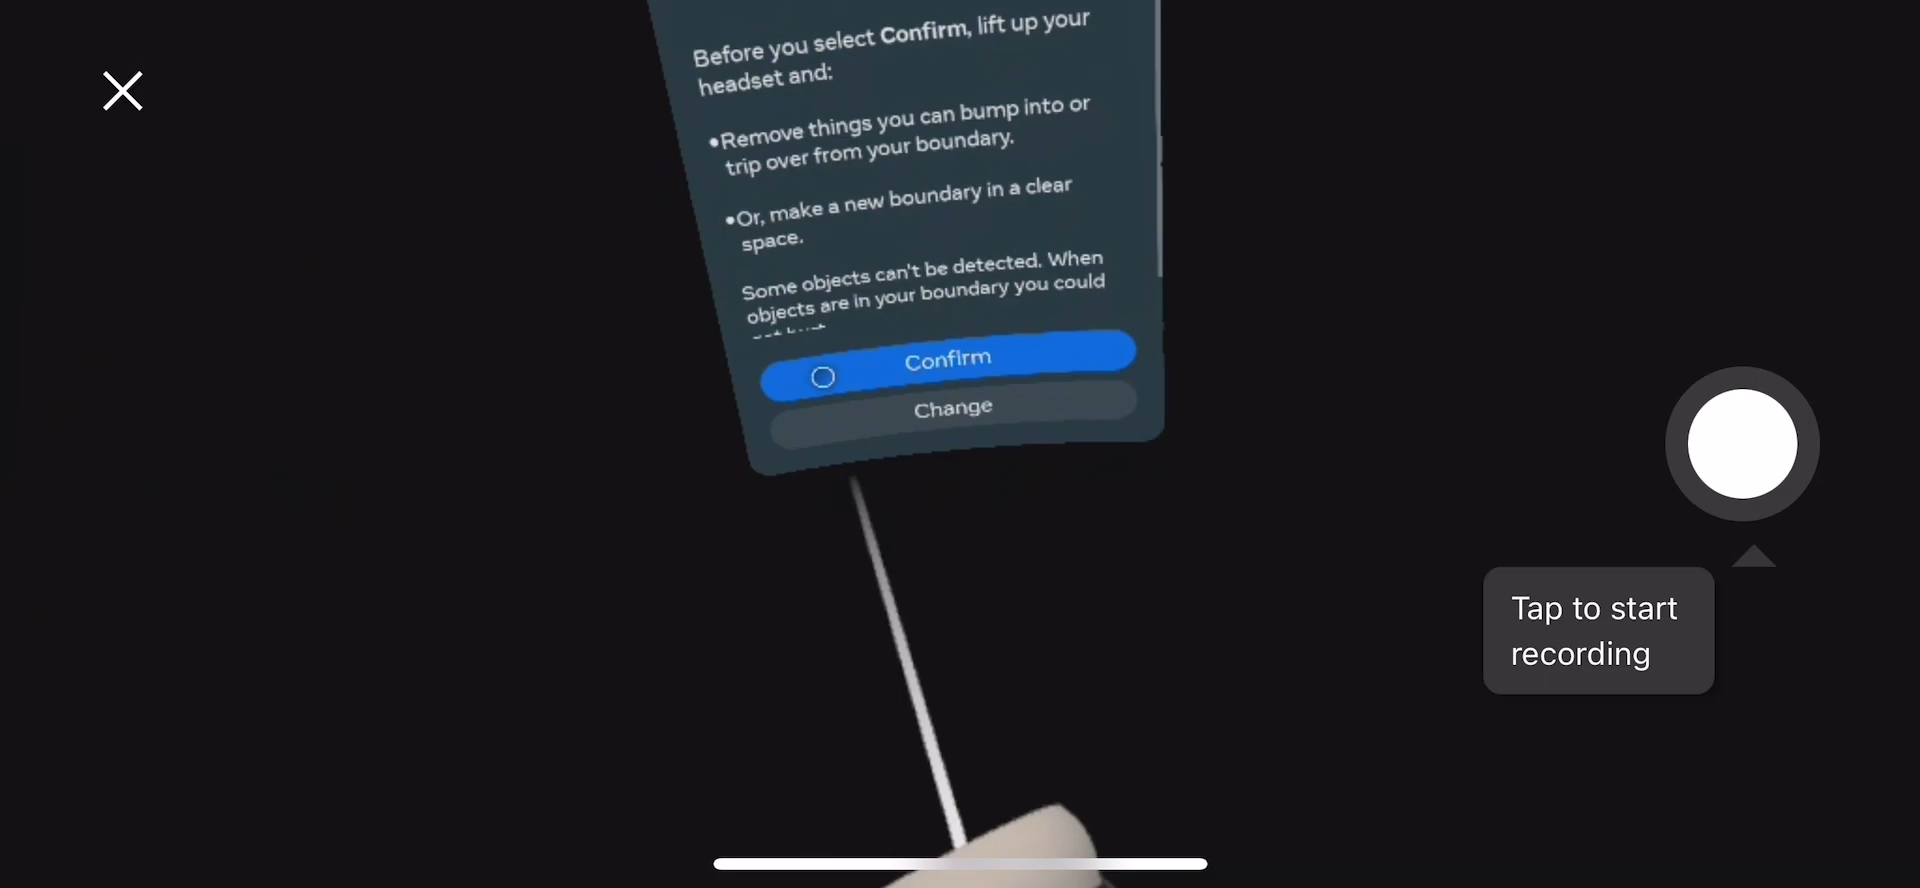 Before you select Confirm, lift up your
headset and:
•Remove things you can bump into or
trip over from your boundary.
•Or, make a new boundary in a clear
space.
Some objects can't be detected. When
objects are in your boundary you could
Confirm
Change
Tap to start
recording